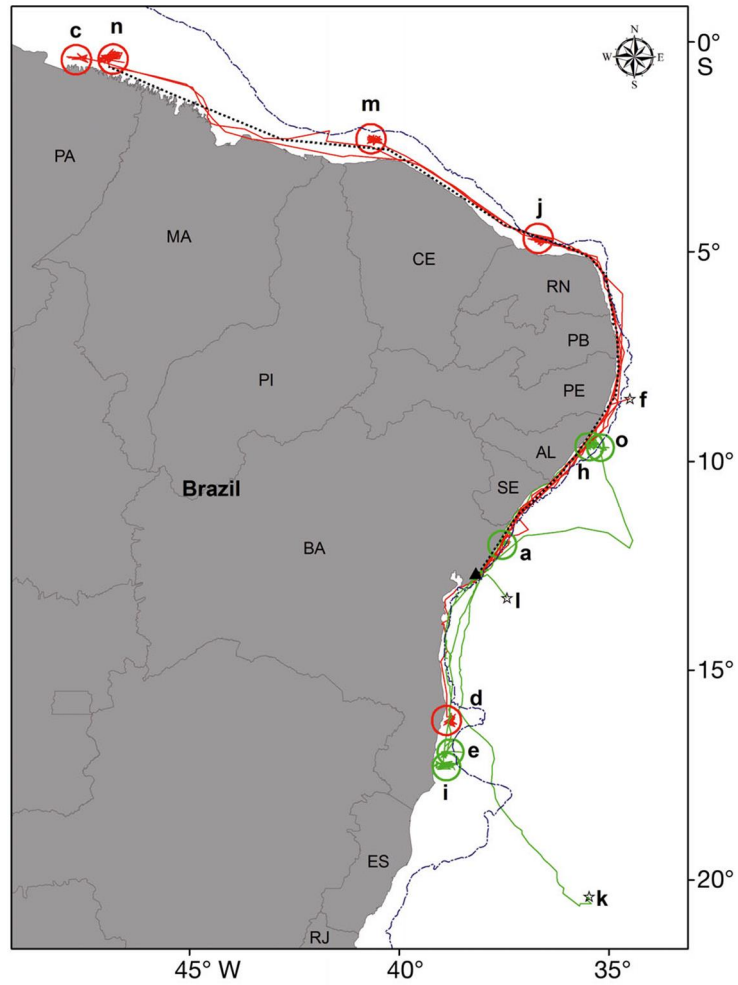 c
n
N
W E
S
0°
S
m
PA
MA
j
CE
5°
RN
PB
PI
PE
f
o
AL
h
10°
Brazil
SE
BA
a
l
15°
d
e
i
ES
20°
k
RJ
45° W
40°
35°